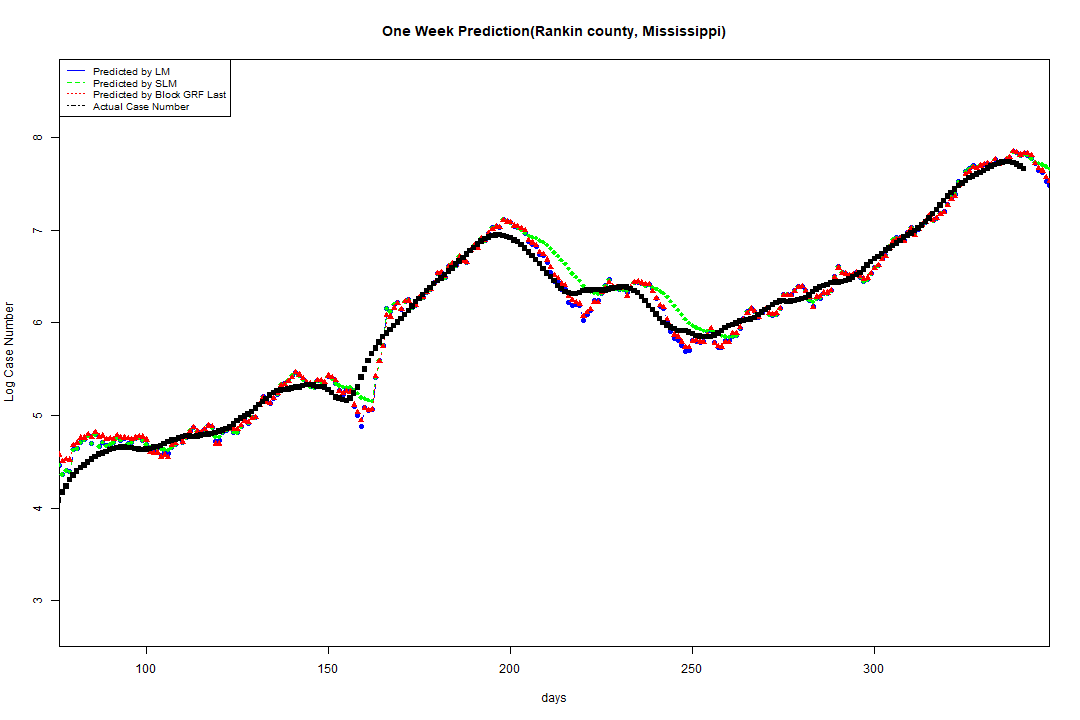 One Week Prediction(Rankin county, Mississippi)
Predicted by LM
Predicted by SLM
Predicted by Block GRF Last
Actual Case Number
8
7
6
5
4
3
Log Case Number
100 150 200 250 300
days